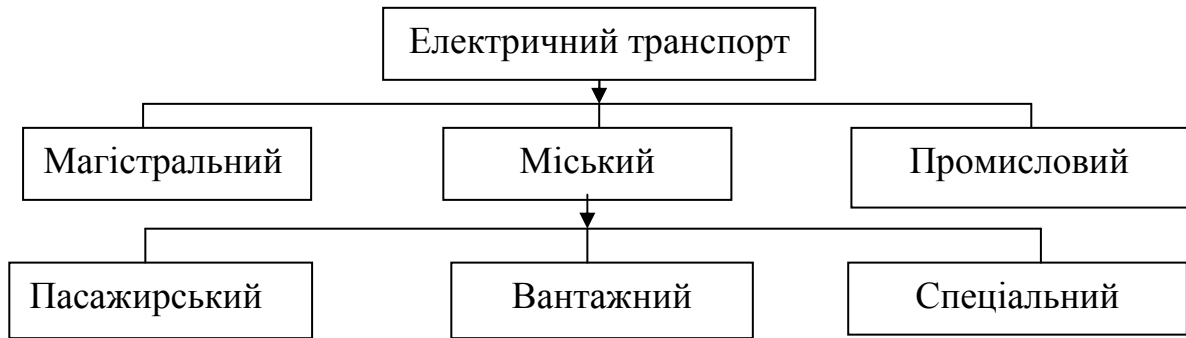 Електричний транспорт
Магістральний
Міський
Промисловий
Пасажирський
Вантажний
Спеціальний